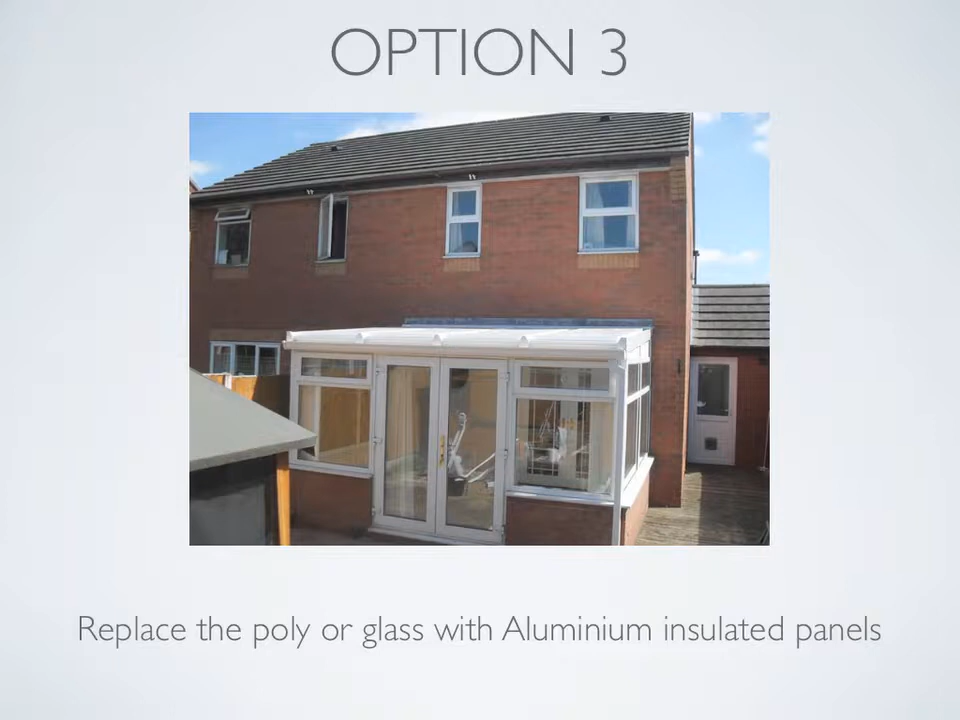 OPTION 3
Replace the poly or glass with Aluminium insulated panels